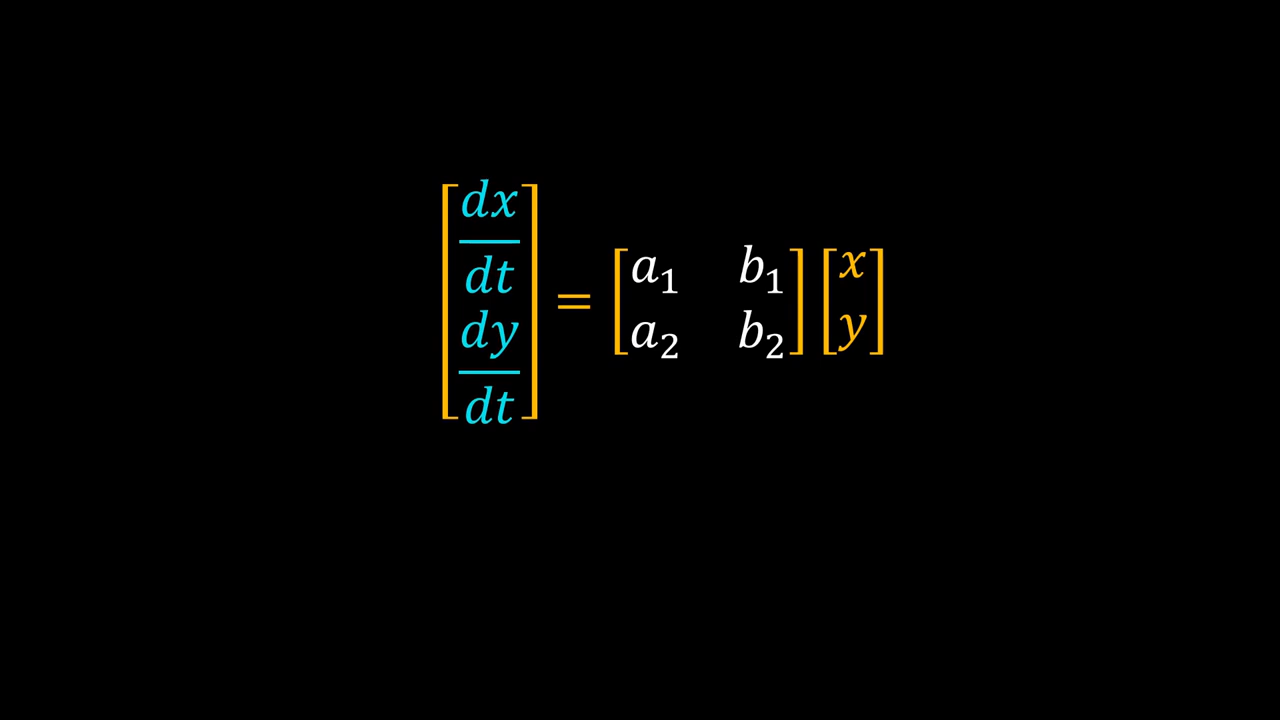 [dx/dt
dy/dt] = [a₁ b₁
a₂ b₂] [x
y]